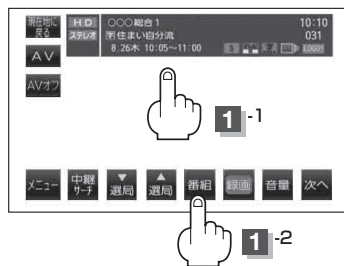 現在地に
戻る
HD
ステレオ
○○○総合1
字住まい自分流
8.26木 10:05～11:00
10:10
031
LOGO1
AV
AVオフ
1-1
メニュー
中継
サーチ
▼
選局
▲
選局
番組
録画
音量
次へ
1-2